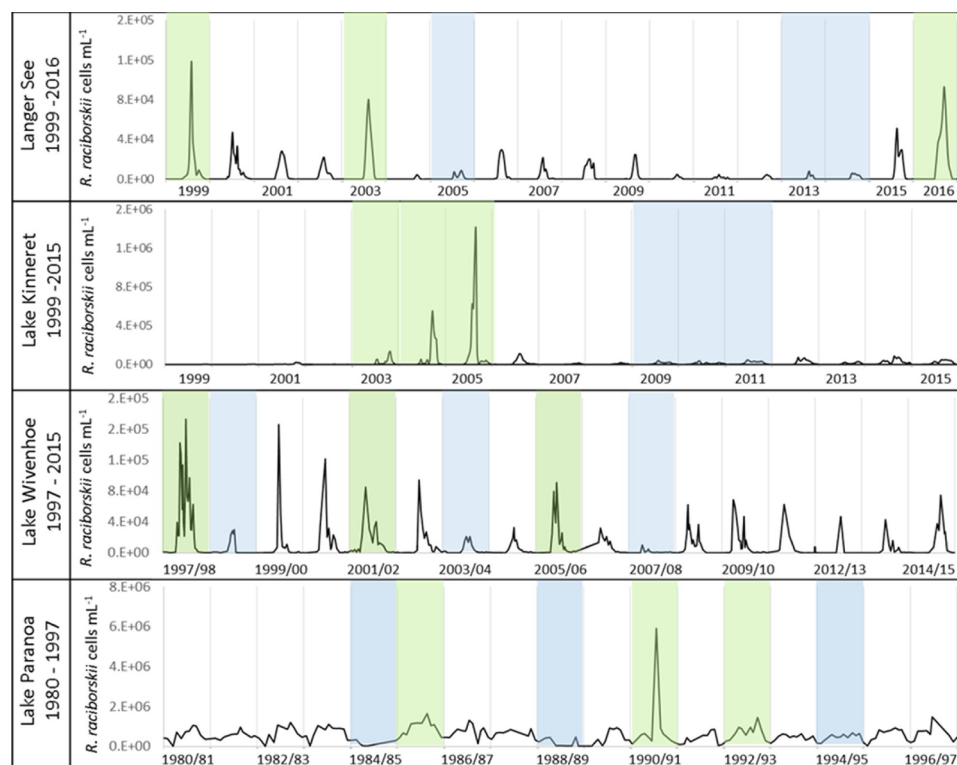 Langer See
1999 -2016
R. raciborskii cells mL-1
2.E+05
1.E+05
8.E+04
4.E+04
0.E+00
1999 2001 2003 2005 2007 2009 2011 2013 2015 2016
Lake Kinneret
1999-2015
R. raciborskii cells mL-1
2.E+06
1.E+06
8.E+05
4.E+05
0.E+00
1999 2001 2003 2005 2007 2009 2011 2013 2015
Lake Wivenhoe
1997 - 2015
R. raciborskii cells mL-1
2.E+05
2.E+05
1.E+05
8.E+04
4.E+04
0.E+00
1997/98 1999/00 2001/02 2003/04 2005/06 2007/08 2009/10 2012/13 2014/15
Lake Paranoa
1980 - 1997
R. raciborskii cells mL-1
8.E+06
6.E+06
4.E+06
2.E+06
0.E+00
1980/81 1982/83 1984/85 1986/87 1988/89 1990/91 1992/93 1994/95 1996/97